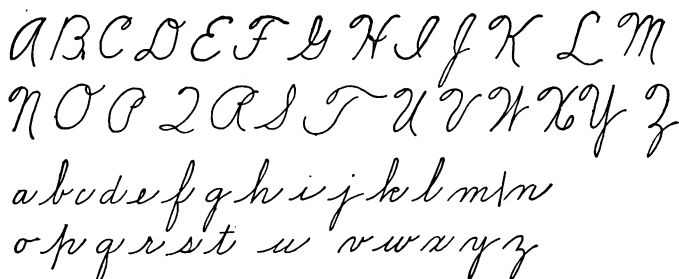 A B C D E F G H I J K L M
N O P Q R S T U V W X Y Z
a b c d e f g h i j k l m n
o p q r s t u v w x y z